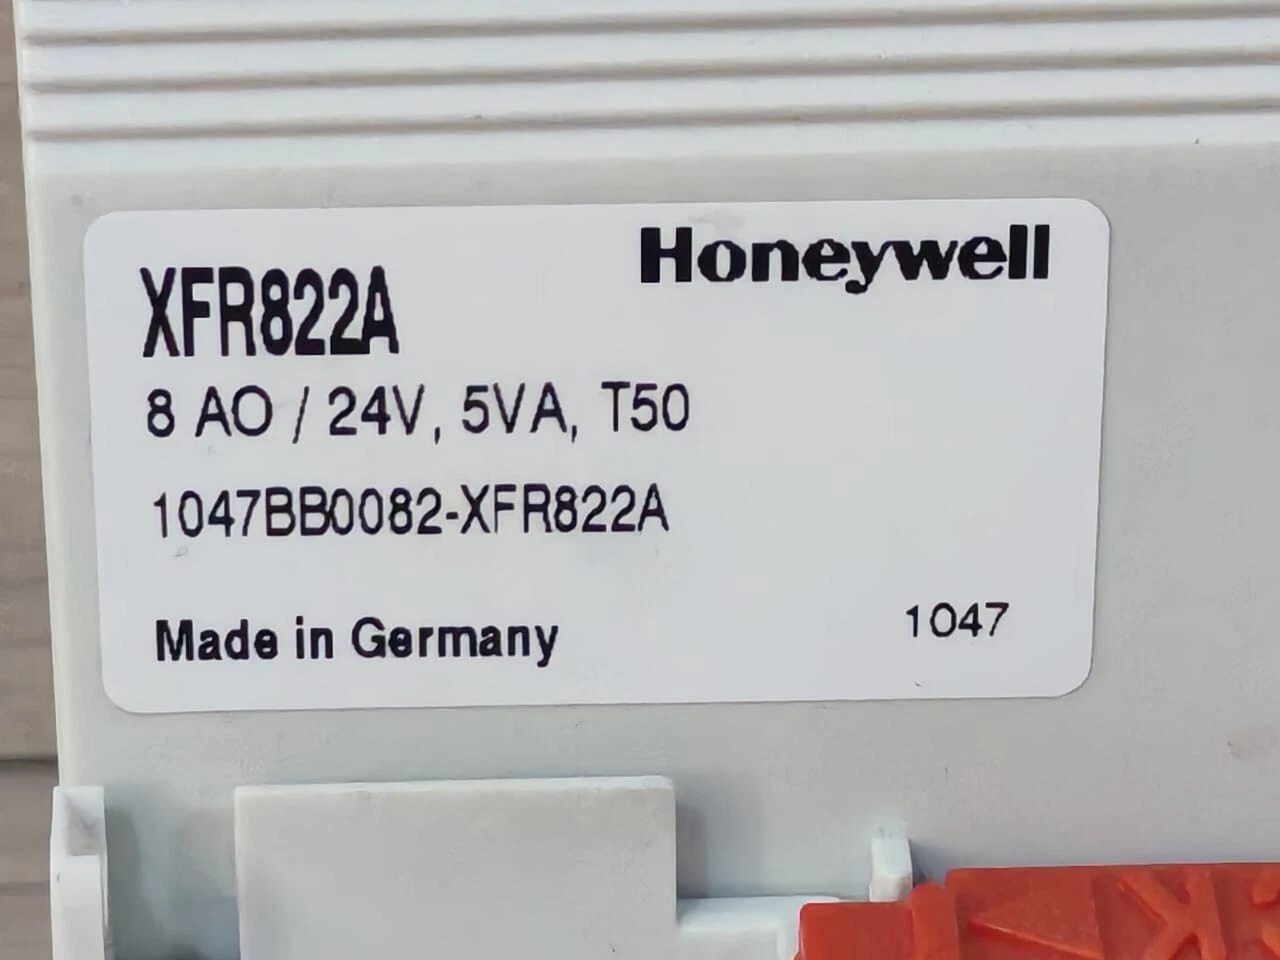 Honeywell
XFR822A
8 AO / 24V, 5VA, T50
1047BB0082-XFR822A
Made in Germany
1047